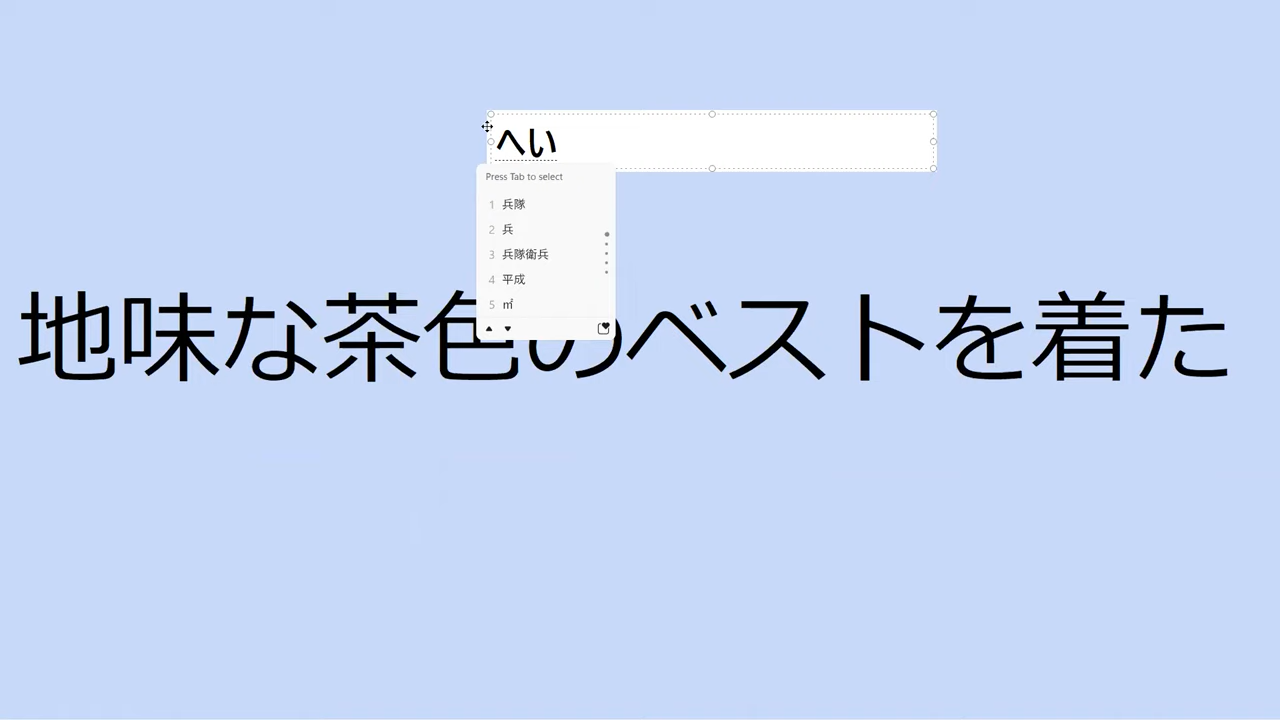 へい
Press Tab to select
1 兵隊
2 兵
3 兵隊衛兵
4 平成
5 ㎡
地味な茶色のベストを着た